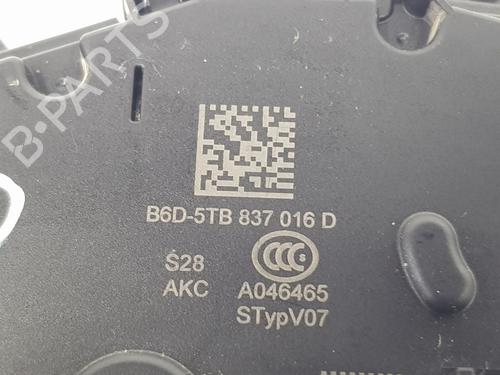 B-PARTS
B6D-5TB 837 016 D
S28
AKC A046465
STypV07